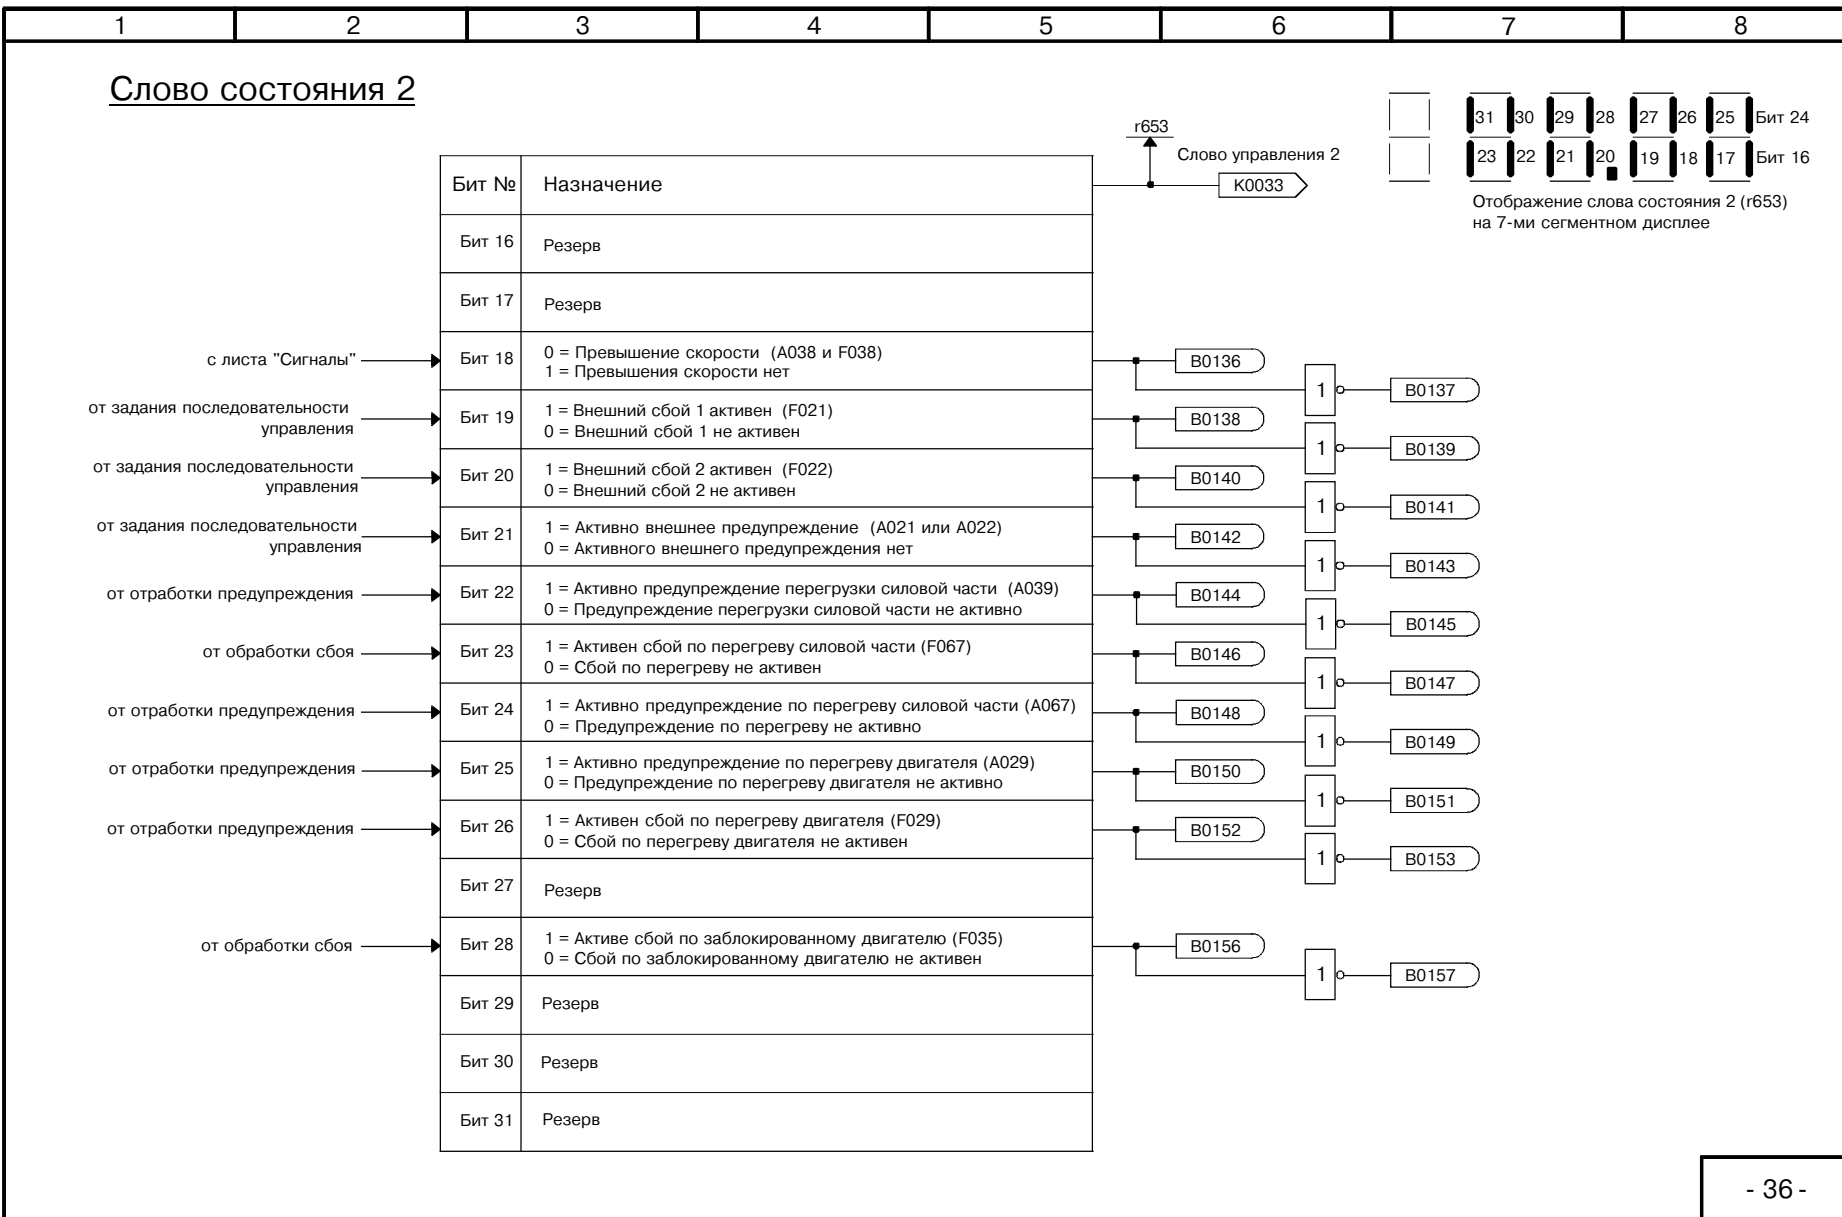 1 2 3 4 5 6 7 8
Слово состояния 2
r653
Слово управления 2
K0033
31 30 29 28 27 26 25 Бит 24
23 22 21 20 19 18 17 Бит 16
Отображение слова состояния 2 (r653)
на 7-ми сегментном дисплее
Бит № Назначение
Бит 16 Резерв
Бит 17 Резерв
с листа "Сигналы"
Бит 18
0 = Превышение скорости (A038 и F038)
1 = Превышения скорости нет
B0136
1
B0137
от задания последовательности
управления
Бит 19
1 = Внешний сбой 1 активен (F021)
0 = Внешний сбой 1 не активен
B0138
1
B0139
от задания последовательности
управления
Бит 20
1 = Внешний сбой 2 активен (F022)
0 = Внешний сбой 2 не активен
B0140
1
B0141
от задания последовательности
управления
Бит 21
1 = Активно внешнее предупреждение (A021 или A022)
0 = Активного внешнего предупреждения нет
B0142
1
B0143
от отработки предупреждения
Бит 22
1 = Активно предупреждение перегрузки силовой части (A039)
0 = Предупреждение перегрузки силовой части не активно
B0144
1
B0145
от обработки сбоя
Бит 23
1 = Активен сбой по перегреву силовой части (F067)
0 = Сбой по перегреву не активен
B0146
1
B0147
от отработки предупреждения
Бит 24
1 = Активно предупреждение по перегреву силовой части (A067)
0 = Предупреждение по перегреву не активно
B0148
1
B0149
от отработки предупреждения
Бит 25
1 = Активно предупреждение по перегреву двигателя (A029)
0 = Предупреждение по перегреву двигателя не активно
B0150
1
B0151
от отработки предупреждения
Бит 26
1 = Активен сбой по перегреву двигателя (F029)
0 = Сбой по перегреву двигателя не активен
B0152
1
B0153
Бит 27 Резерв
от обработки сбоя
Бит 28
1 = Активе сбой по заблокированному двигателю (F035)
0 = Сбой по заблокированному двигателю не активен
B0156
1
B0157
Бит 29 Резерв
Бит 30 Резерв
Бит 31 Резерв
- 36 -